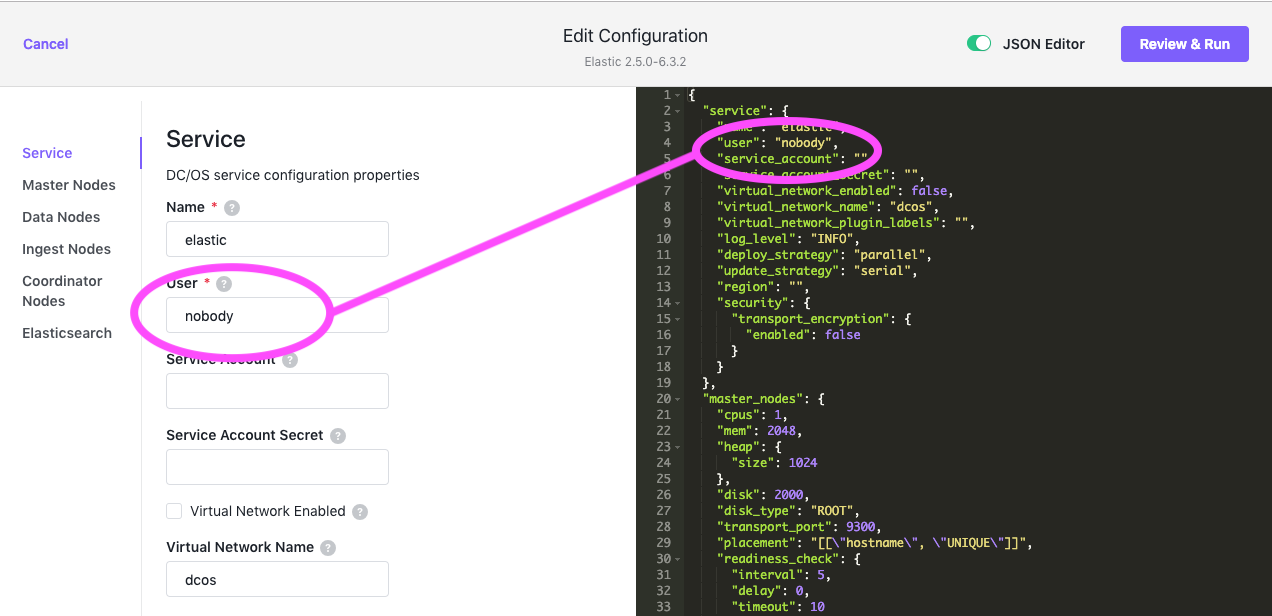 Cancel
Edit Configuration
Elastic 2.5.0-6.3.2
JSON Editor
Review & Run
Service
Master Nodes
Data Nodes
Ingest Nodes
Coordinator
Nodes
Elasticsearch
Service
DC/OS service configuration properties
Name * ?
elastic
User * ?
nobody
Service Account ?
Service Account Secret ?
Virtual Network Enabled ?
Virtual Network Name ?
dcos
1 {
2 "service": {
3 "name": "elastic",
4 "user": "nobody",
5 "service_account": ""
6 "service_account_secret": "",
7 "virtual_network_enabled": false,
8 "virtual_network_name": "dcos",
9 "virtual_network_plugin_labels": "",
10 "log_level": "INFO",
11 "deploy_strategy": "parallel",
12 "update_strategy": "serial",
13 "region": "",
14 "security": {
15 "transport_encryption": {
16 "enabled": false
17 }
18 }
19 },
20 "master_nodes": {
21 "cpus": 1,
22 "mem": 2048,
23 "heap": {
24 "size": 1024
25 },
26 "disk": 2000,
27 "disk_type": "ROOT",
28 "transport_port": 9300,
29 "placement": "[[\"hostname\", \"UNIQUE\"]]",
30 "readiness_check": {
31 "interval": 5,
32 "delay": 0,
33 "timeout": 10